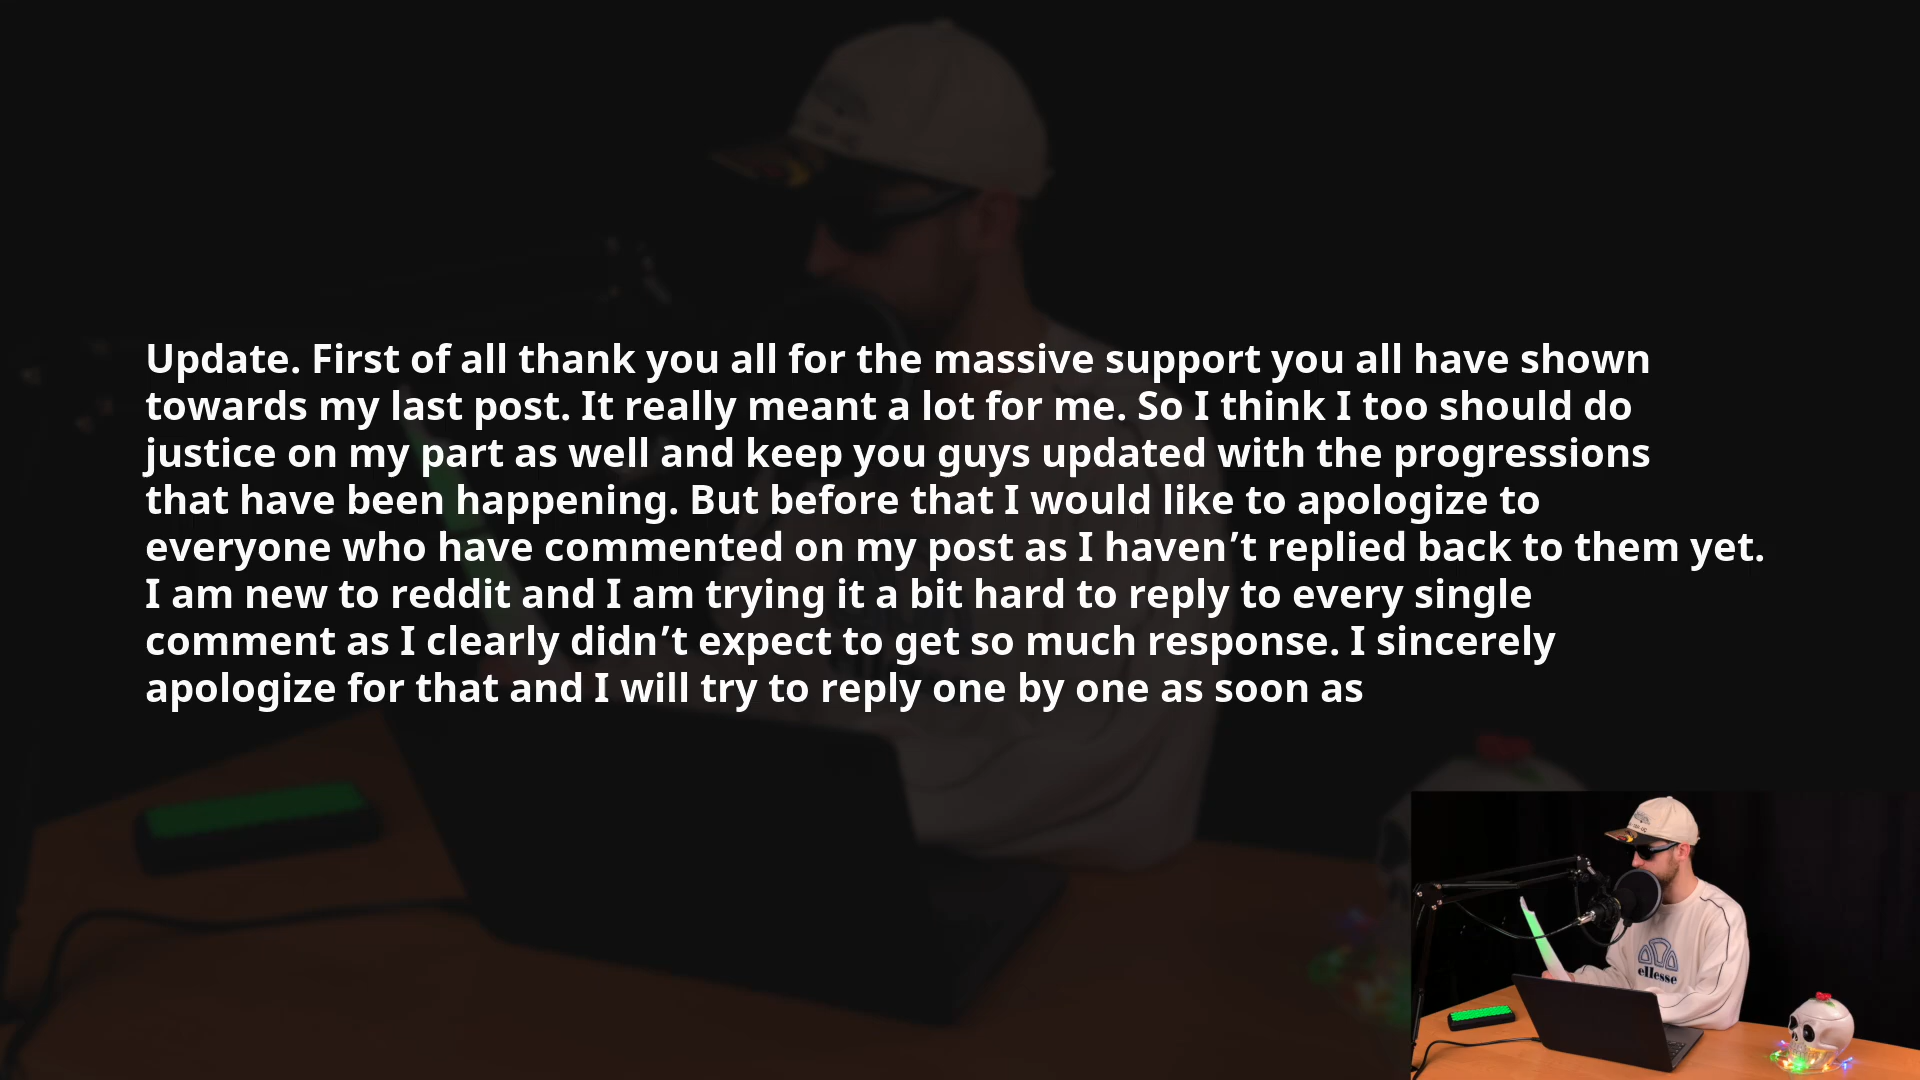 Update. First of all thank you all for the massive support you all have shown
towards my last post. It really meant a lot for me. So I think I too should do
justice on my part as well and keep you guys updated with the progressions
that have been happening. But before that I would like to apologize to
everyone who have commented on my post as I haven’t replied back to them yet.
I am new to reddit and I am trying it a bit hard to reply to every single
comment as I clearly didn’t expect to get so much response. I sincerely
apologize for that and I will try to reply one by one as soon as
ellesse